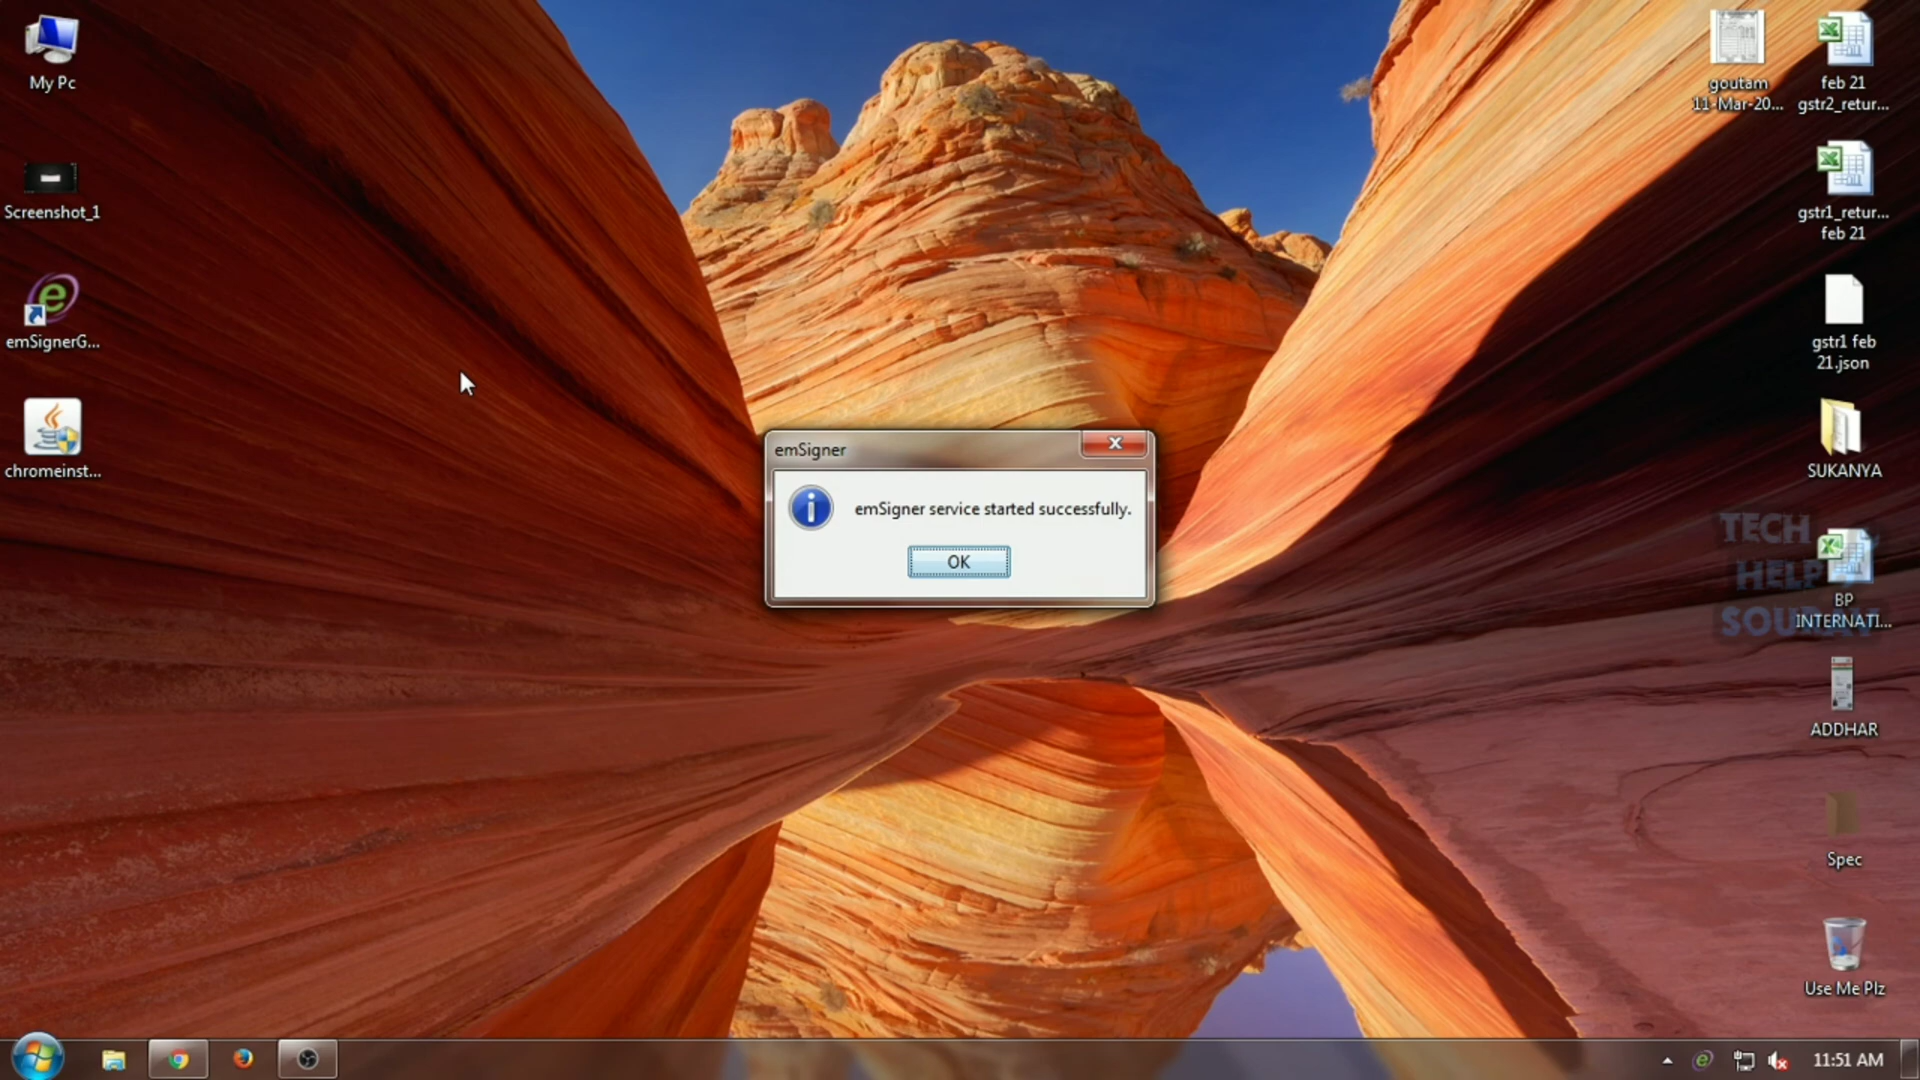 My Pc
Screenshot_1
emSignerG...
chromeinst...
emSigner
emSigner service started successfully.
OK
goutam
11-Mar-20...
feb 21
gstr2_retur...
gstr1_retur...
feb 21
gstr1 feb
21.json
SUKANYA
TECH
HELP
SOURAV
BP
INTERNATI...
ADDHAR
Spec
Use Me Plz
11:51 AM